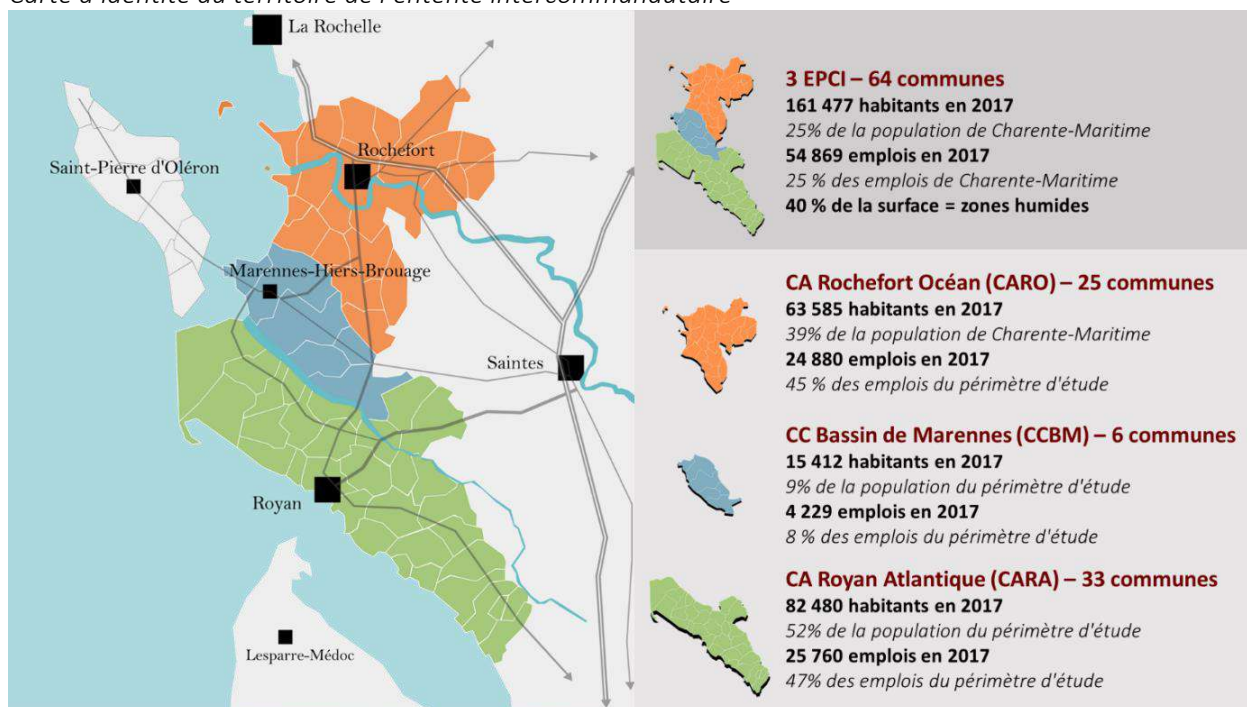 Carte d'identité du territoire de l'entente intercommunautaire
La Rochelle
Rochefort
Saint-Pierre d'Oléron
Marennes-Hiers-Brouage
Saintes
Royan
Lesparre-Médoc
3 EPCI – 64 communes
161 477 habitants en 2017
25% de la population de Charente-Maritime
54 869 emplois en 2017
25 % des emplois de Charente-Maritime
40 % de la surface = zones humides
CA Rochefort Océan (CARO) – 25 communes
63 585 habitants en 2017
39% de la population de Charente-Maritime
24 880 emplois en 2017
45 % des emplois du périmètre d'étude
CC Bassin de Marennes (CCBM) – 6 communes
15 412 habitants en 2017
9% de la population du périmètre d'étude
4 229 emplois en 2017
8 % des emplois du périmètre d'étude
CA Royan Atlantique (CARA) – 33 communes
82 480 habitants en 2017
52% de la population du périmètre d'étude
25 760 emplois en 2017
47% des emplois du périmètre d'étude